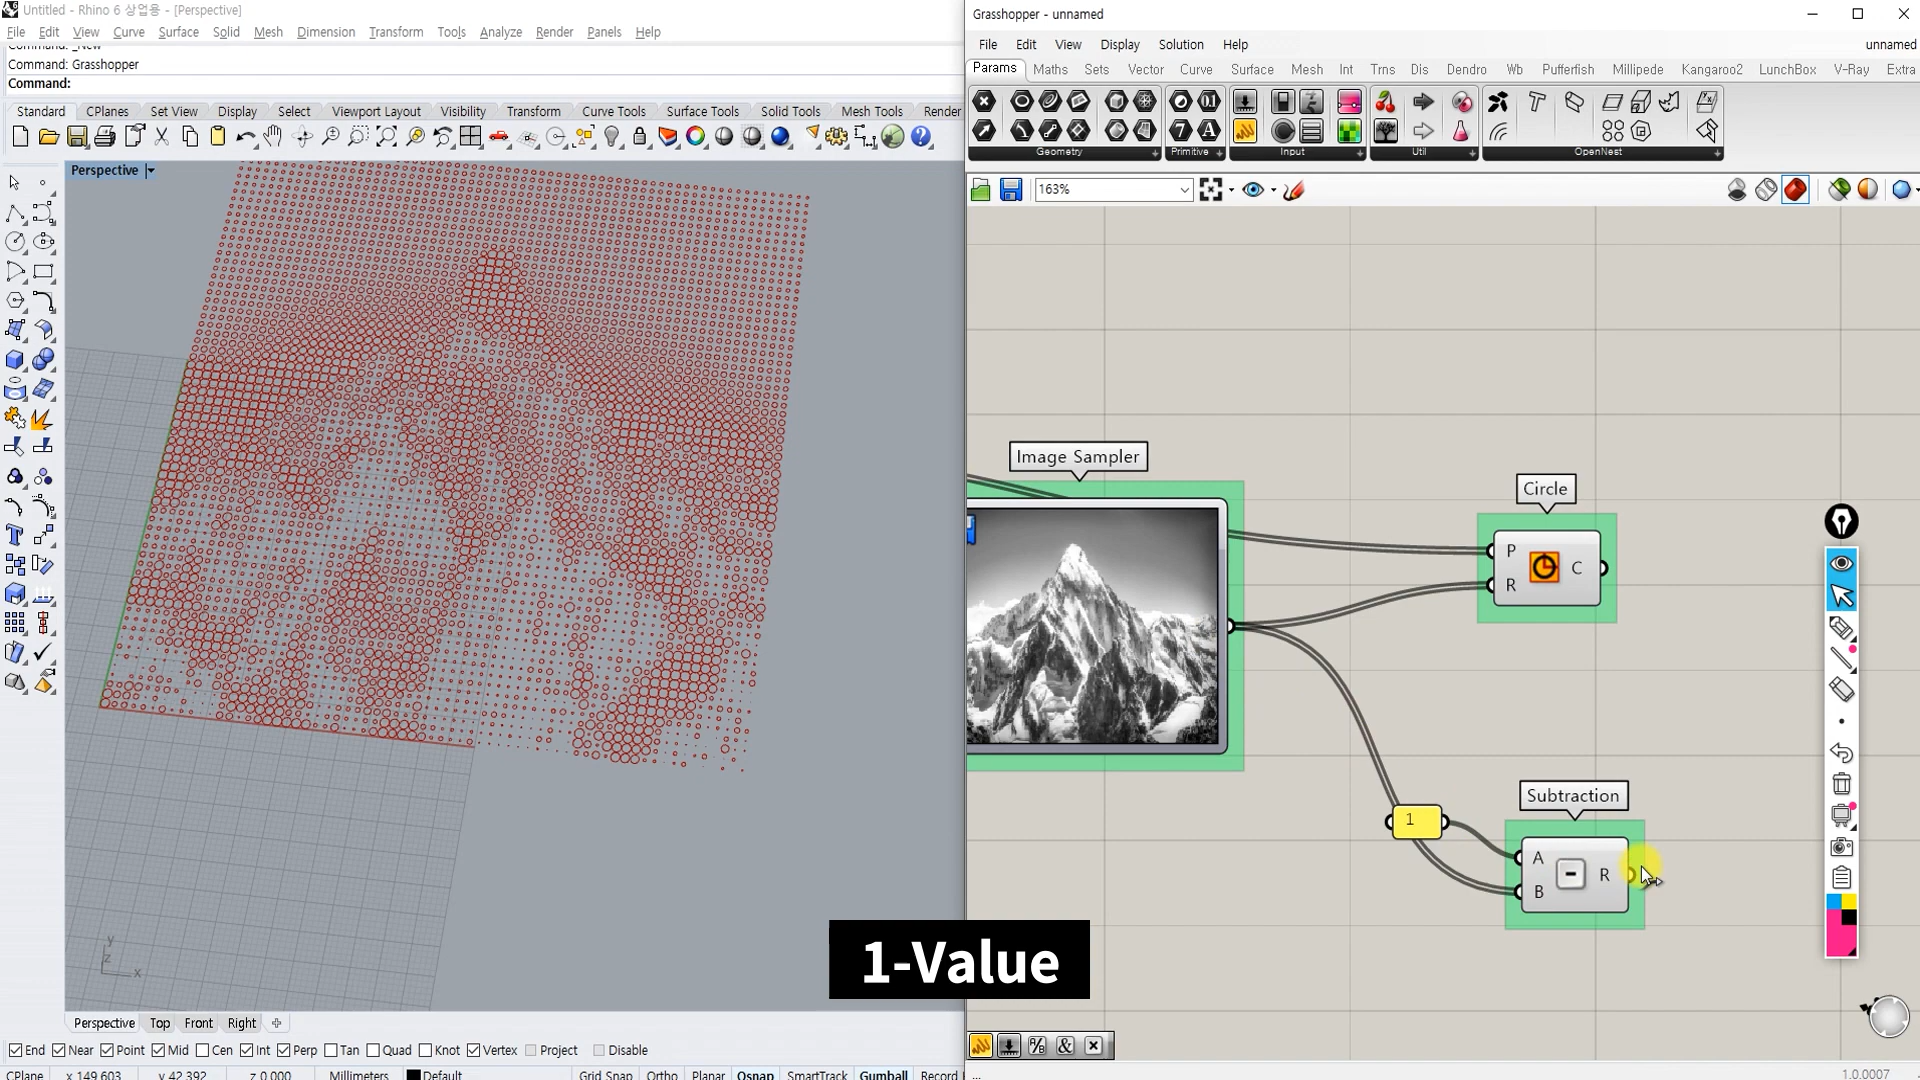 Untitled - Rhino 6 상업용 - [Perspective]
File Edit View Curve Surface Solid Mesh Dimension Transform Tools Analyze Render Panels Help
Command: _New
Command: Grasshopper
Command:
Standard CPlanes Set View Display Select Viewport Layout Visibility Transform Curve Tools Surface Tools Solid Tools Mesh Tools Render
Perspective
y
z
x
Perspective Top Front Right
End Near Point Mid Cen Int Perp Tan Quad Knot Vertex Project Disable
CPlane x 149.603 y 42.392 z 0.000 Millimeters Default Grid Snap Ortho Planar Osnap SmartTrack Gumball Record
Grasshopper - unnamed
File Edit View Display Solution Help unnamed
Params Maths Sets Vector Curve Surface Mesh Int Trns Dis Dendro Wb Pufferfish Millipede Kangaroo2 LunchBox V-Ray Extra
Geometry Primitive Input Util OpenNest
163%
Image Sampler
Circle
P
R
C
1
Subtraction
A
B
R
1-Value
1.0.0007